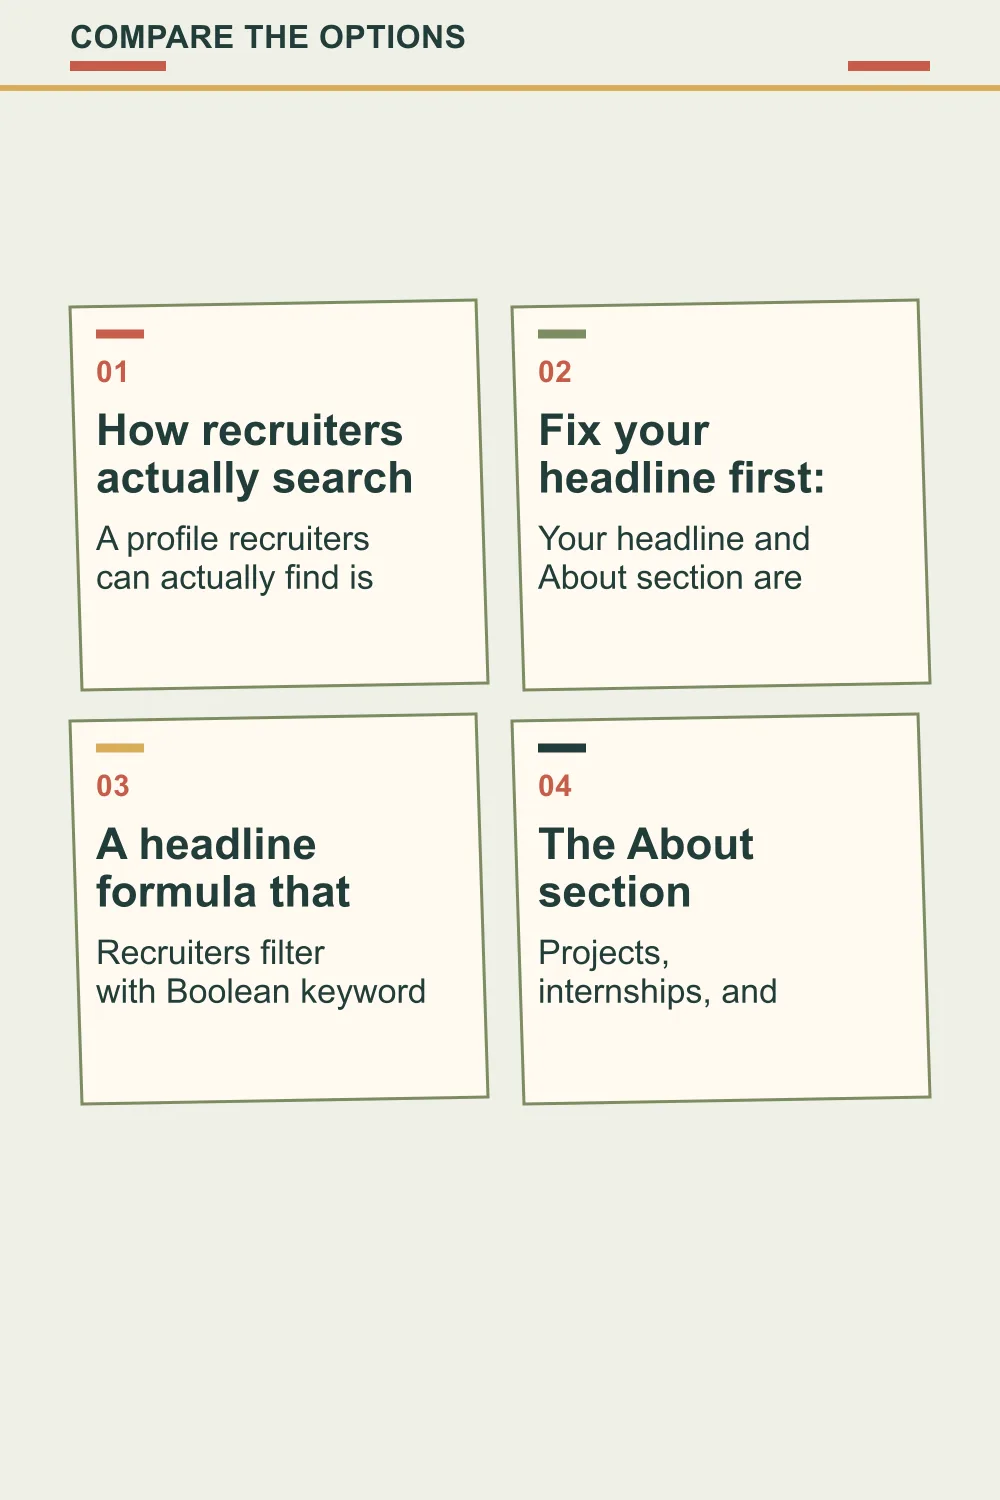 COMPARE THE OPTIONS
01
How recruiters
actually search
A profile recruiters
can actually find is
02
Fix your
headline first:
Your headline and
About section are
03
A headline
formula that
Recruiters filter
with Boolean keyword
04
The About
section
Projects,
internships, and